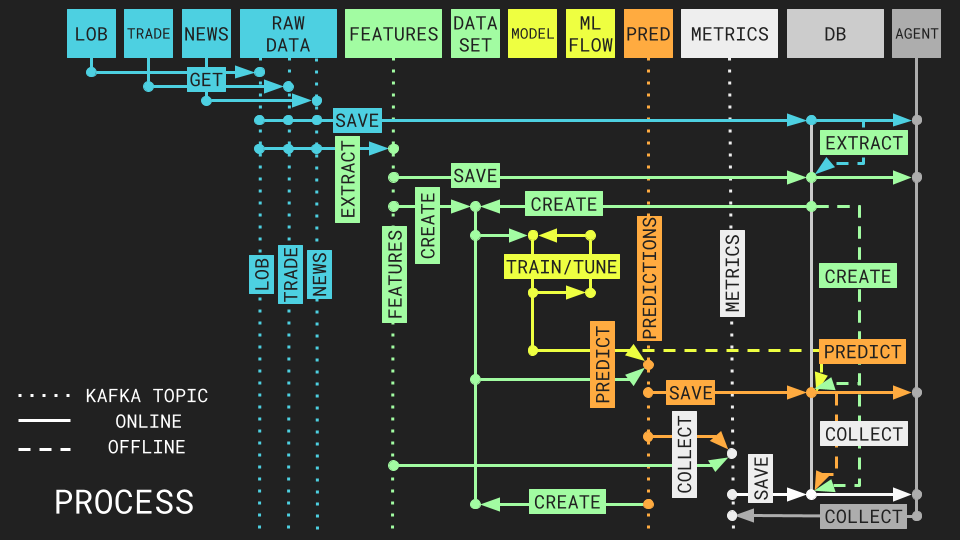 LOB
TRADE
NEWS
RAW
DATA
FEATURES
DATA
SET
MODEL
ML
FLOW
PRED
METRICS
DB
AGENT
GET
SAVE
EXTRACT
EXTRACT
SAVE
CREATE
CREATE
FEATURES
LOB
TRADE
NEWS
TRAIN/TUNE
PREDICTIONS
METRICS
CREATE
PREDICT
PREDICT
SAVE
KAFKA TOPIC
ONLINE
OFFLINE
COLLECT
COLLECT
SAVE
PROCESS
CREATE
COLLECT